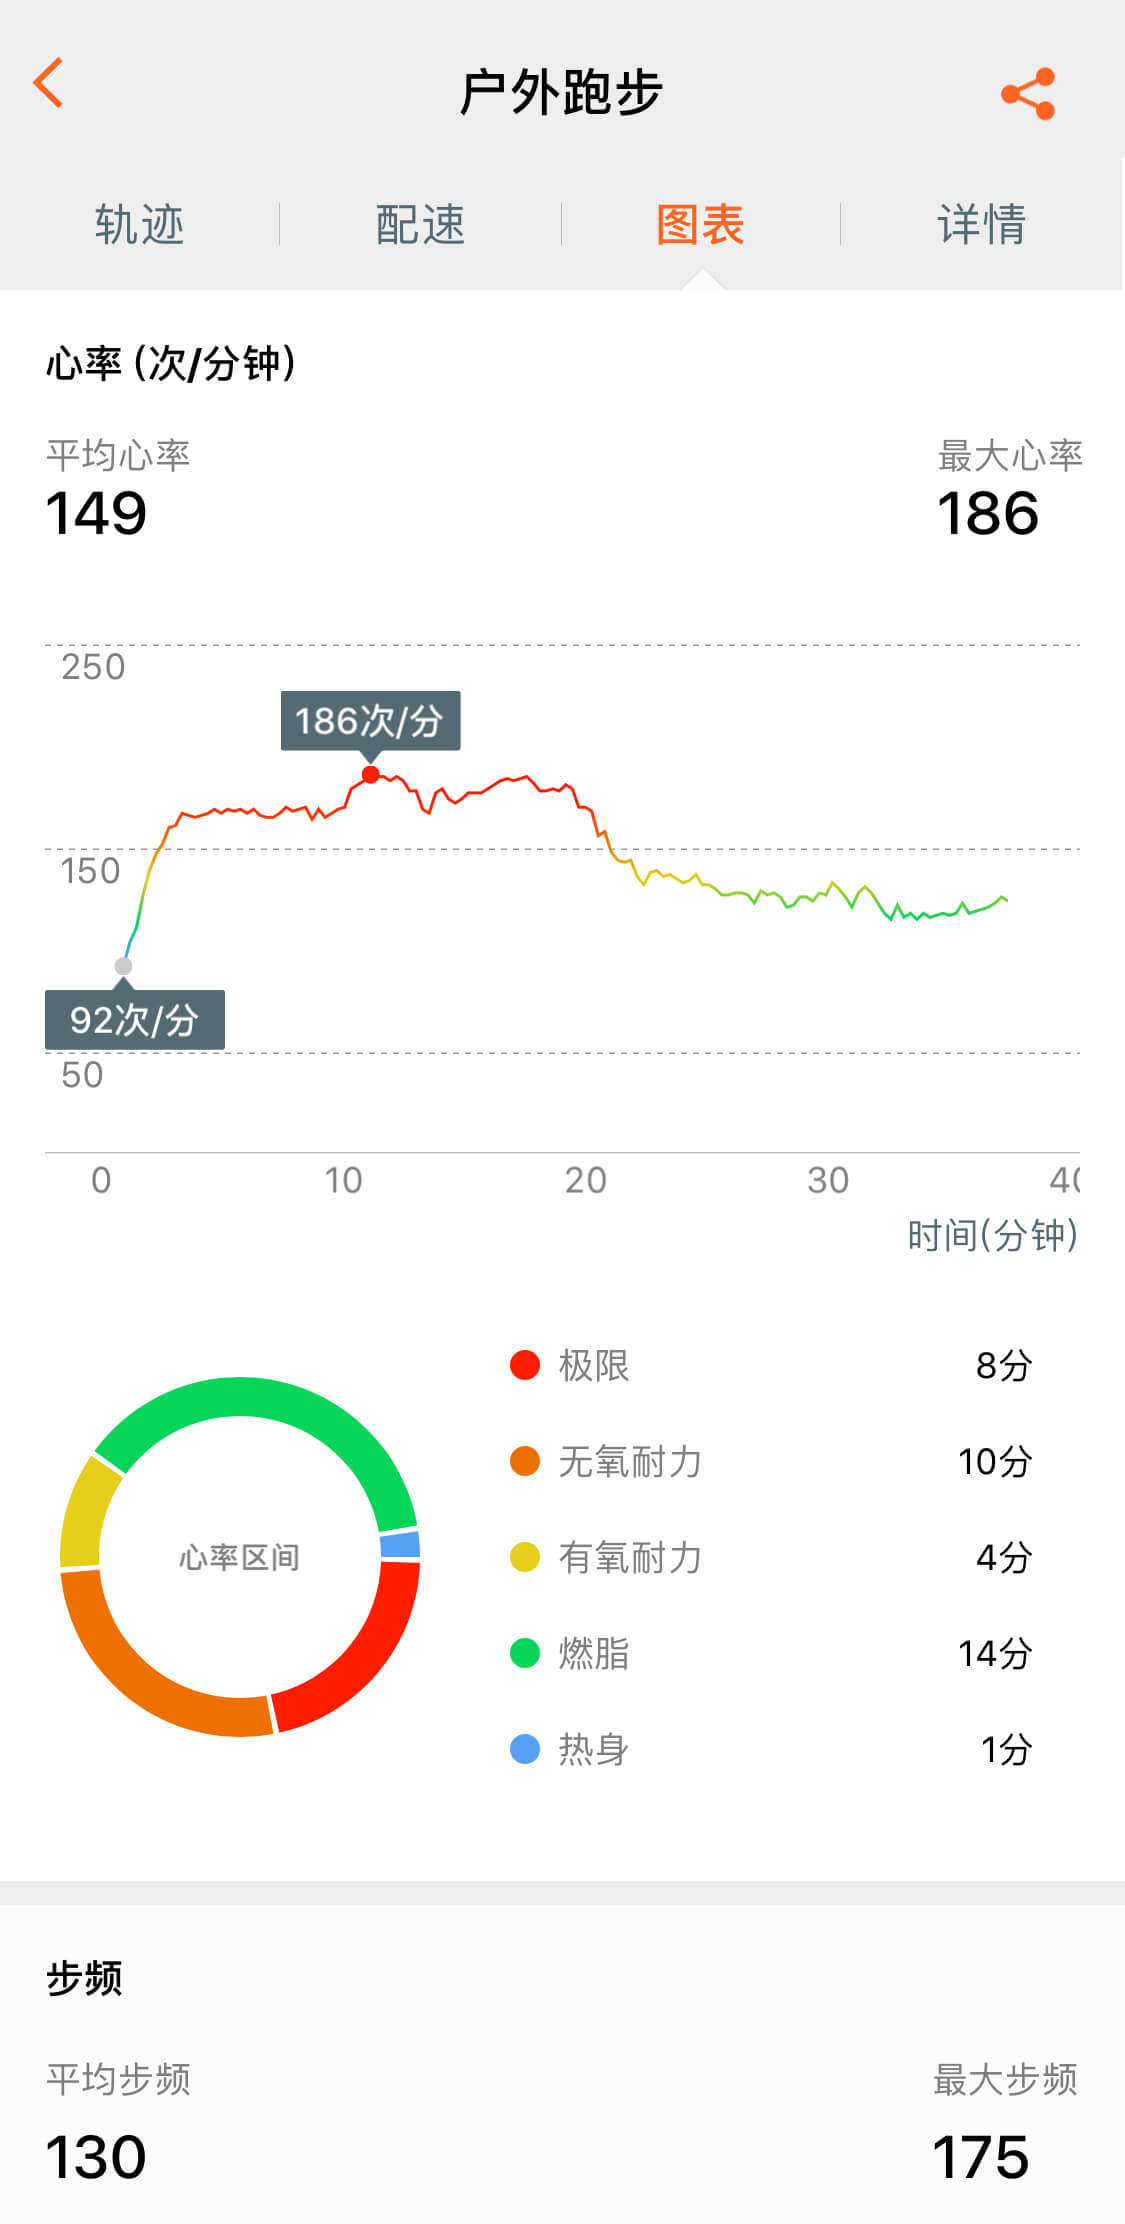 户外跑步
轨迹 配速 图表 详情
心率 (次/分钟)
平均心率 最大心率
149 186
250
186次/分
150
92次/分
50
0 10 20 30 40
时间(分钟)
极限 8分
无氧耐力 10分
心率区间
有氧耐力 4分
燃脂 14分
热身 1分
步频
平均步频 最大步频
130 175